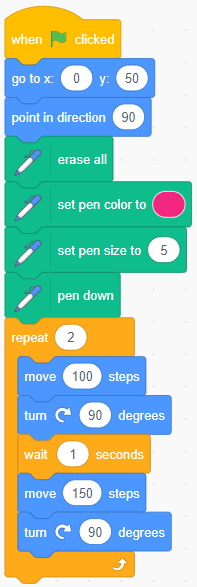 when clicked
go to x: 0 y: 50
point in direction 90
erase all
set pen color to
set pen size to 5
pen down
repeat 2
move 100 steps
turn 90 degrees
wait 1 seconds
move 150 steps
turn 90 degrees